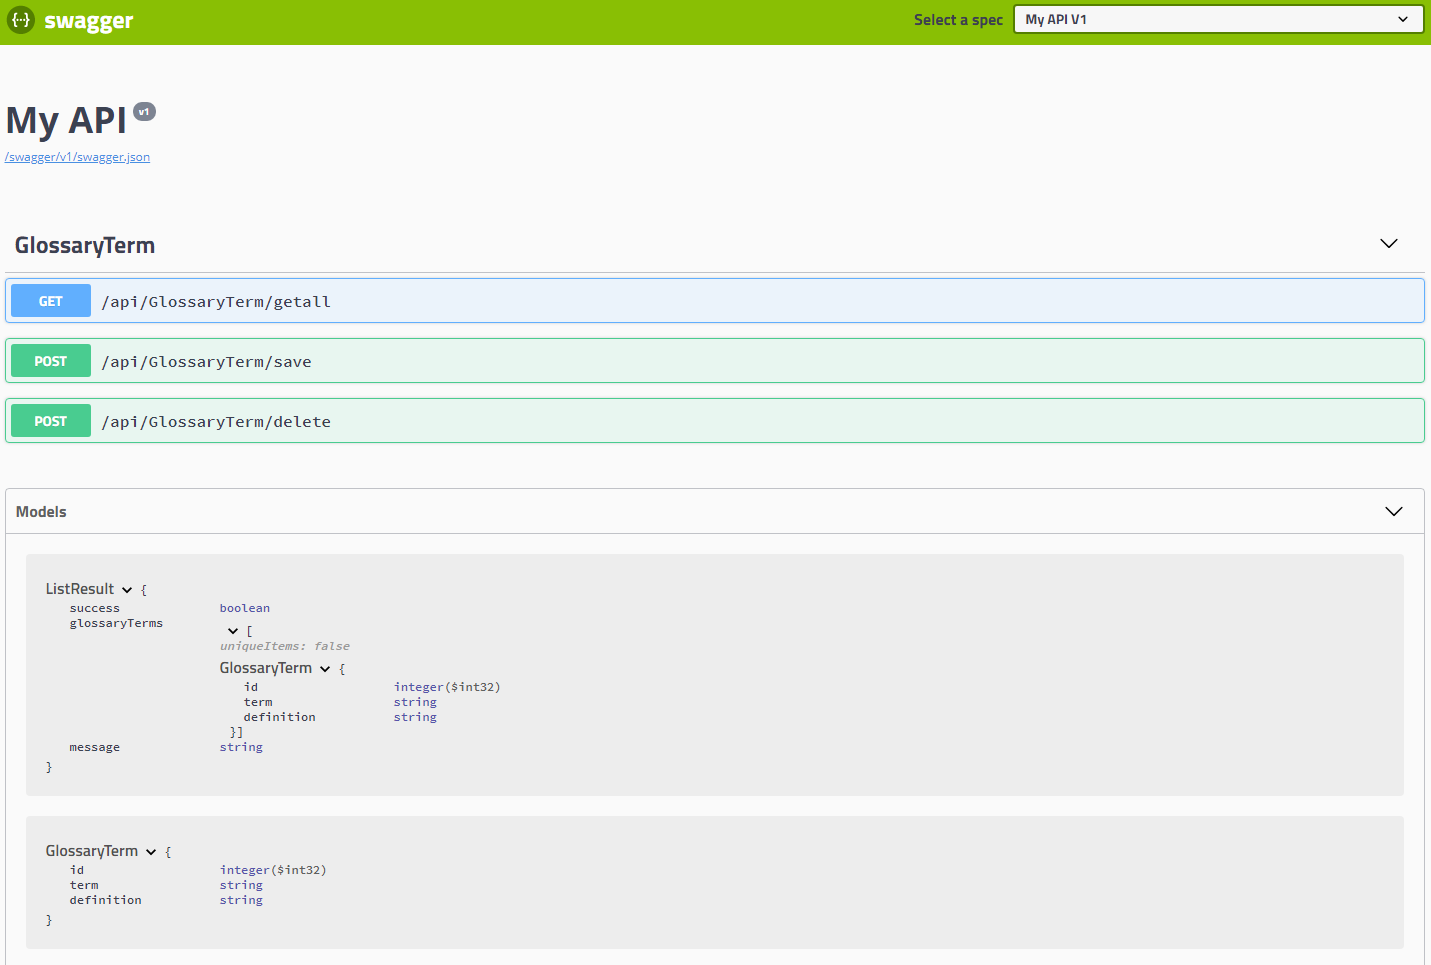 {··} swagger
Select a spec
My API V1
My API v1
/swagger/v1/swagger.json
GlossaryTerm
GET /api/GlossaryTerm/getall
POST /api/GlossaryTerm/save
POST /api/GlossaryTerm/delete
Models
ListResult {
success boolean
glossaryTerms
[
uniqueItems: false
GlossaryTerm {
id integer($int32)
term string
definition string
}]
message string
}
GlossaryTerm {
id integer($int32)
term string
definition string
}